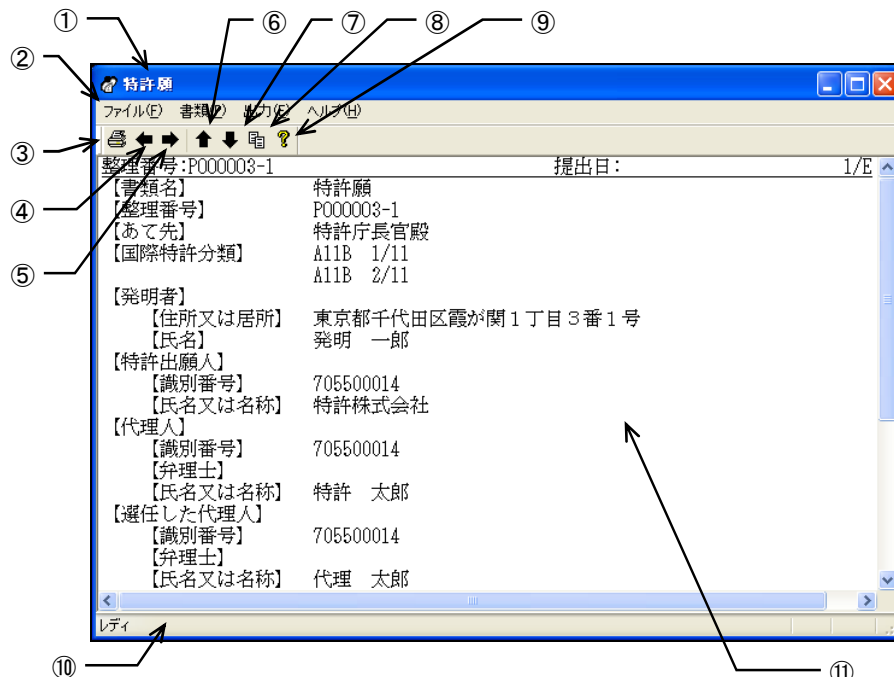 ① ⑥ ⑦ ⑧ ⑨
②
特許願
ファイル(F) 書類(P) 出力(E) ヘルプ(H)
③
整理番号:P000003-1 提出日: 1/E
【書類名】 特許願
④
【整理番号】 P000003-1
【あて先】 特許庁長官殿
【国際特許分類】 A11B 1/11
⑤
A11B 2/11
【発明者】
【住所又は居所】 東京都千代田区霞が関1丁目3番1号
【氏名】 発明 一郎
【特許出願人】
【識別番号】 705500014
【氏名又は名称】 特許株式会社
【代理人】
【識別番号】 705500014
【弁理士】
【氏名又は名称】 特許 太郎
【選任した代理人】
【識別番号】 705500014
【弁理士】
【氏名又は名称】 代理 太郎
レディ
⑩ ⑪